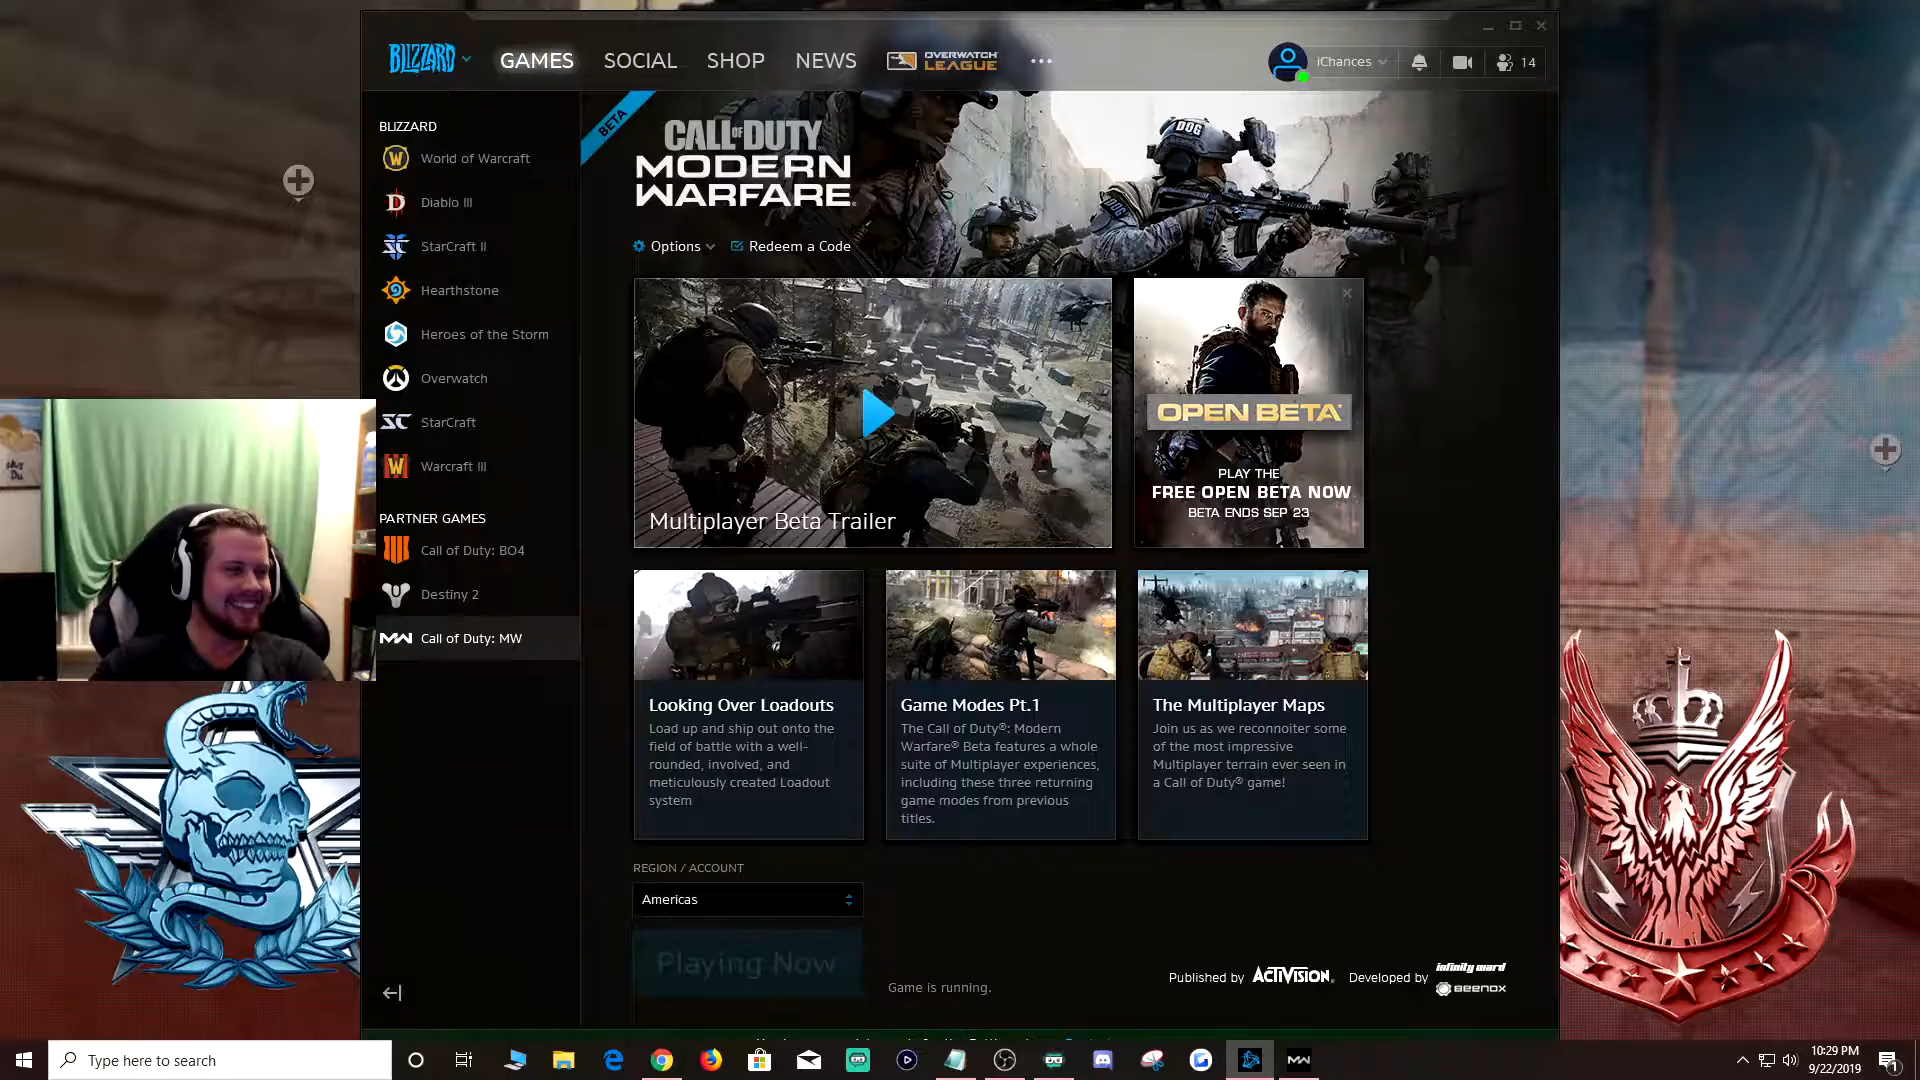 BLIZZARD
GAMES
SOCIAL
SHOP
NEWS
OVERWATCH
LEAGUE
iChances
14
BLIZZARD
World of Warcraft
Diablo III
StarCraft II
Hearthstone
Heroes of the Storm
Overwatch
StarCraft
Warcraft III
PARTNER GAMES
Call of Duty: BO4
Destiny 2
Call of Duty: MW
BETA
CALL OF DUTY
MODERN
WARFARE
DOG
DOG
Options
Redeem a Code
Multiplayer Beta Trailer
OPEN BETA*
PLAY THE
FREE OPEN BETA NOW
BETA ENDS SEP 23
Looking Over Loadouts
Load up and ship out onto the
field of battle with a well-
rounded, involved, and
meticulously created Loadout
system
Game Modes Pt.1
The Call of Duty®: Modern
Warfare® Beta features a whole
suite of Multiplayer experiences,
including these three returning
game modes from previous
titles.
The Multiplayer Maps
Join us as we reconnoiter some
of the most impressive
Multiplayer terrain ever seen in
a Call of Duty® game!
REGION / ACCOUNT
Americas
Playing Now
Game is running.
Published by ACTIVISION.
Developed by infinity ward
BEENOX
Type here to search
10:29 PM
9/22/2019
1